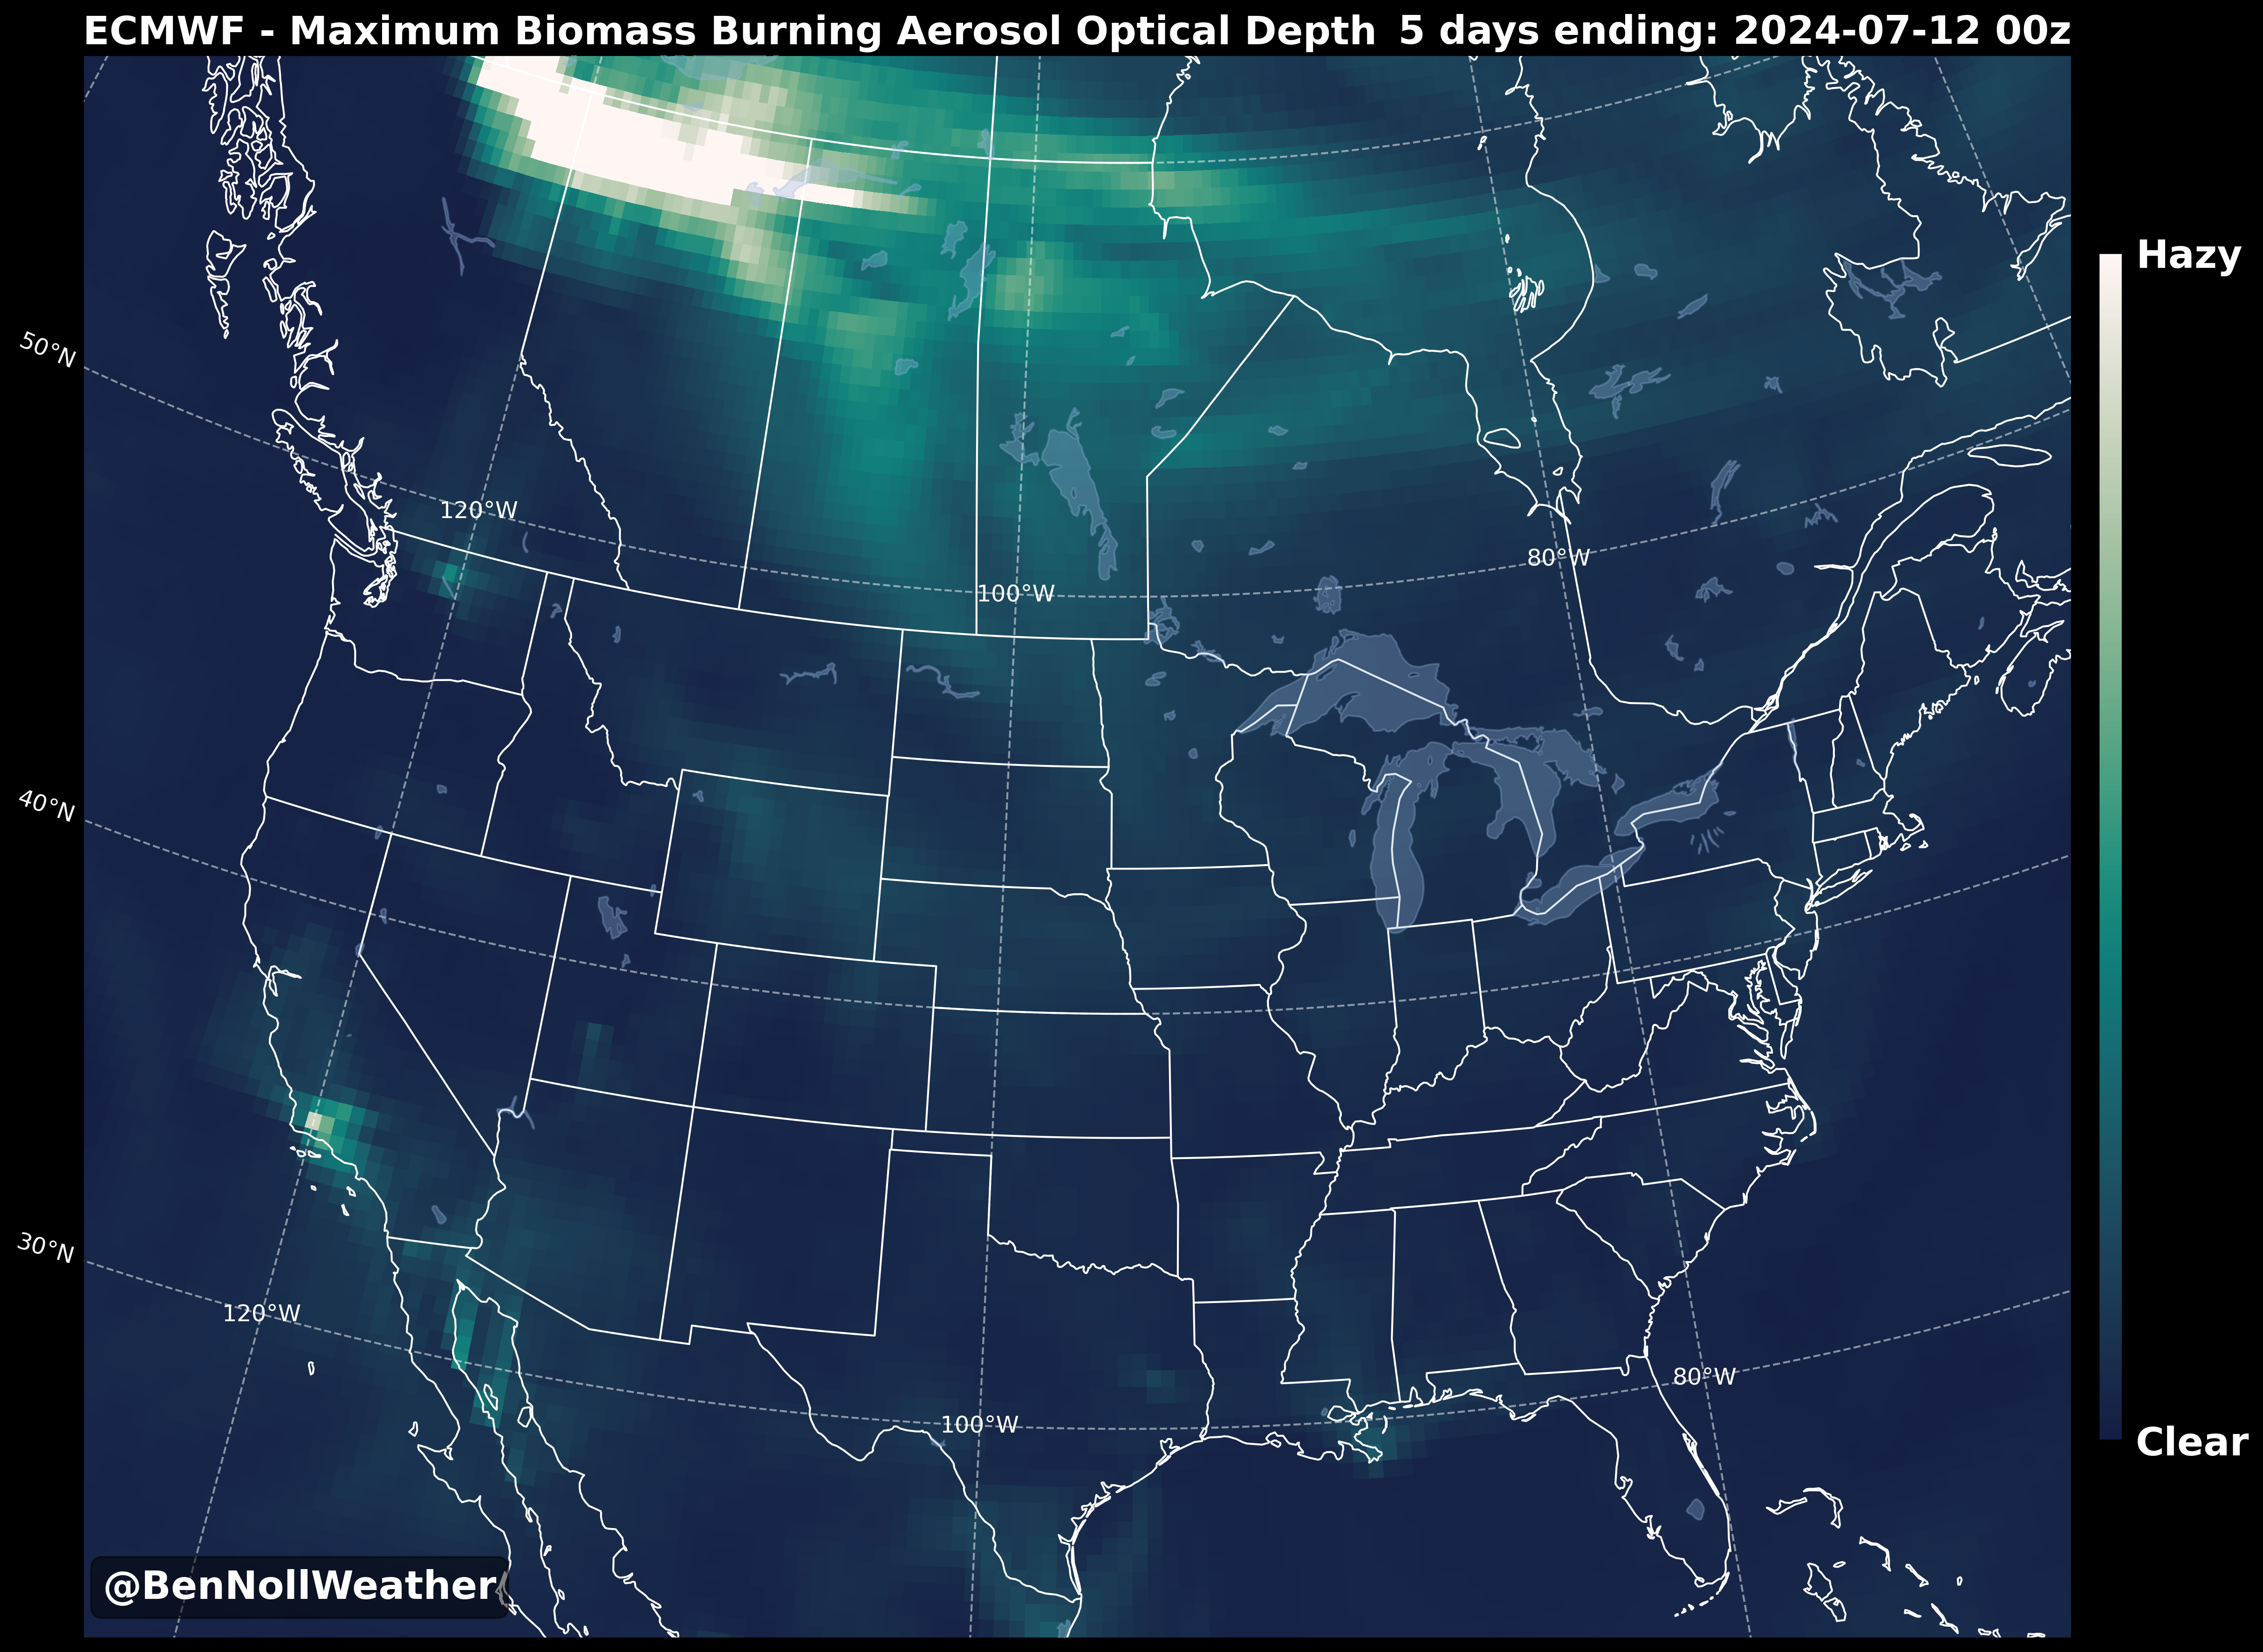 ECMWF - Maximum Biomass Burning Aerosol Optical Depth 5 days ending: 2024-07-12 00z
Hazy
50°N
120°W
100°W
80°W
40°N
30°N
120°W
80°W
100°W
Clear
@BenNollWeather